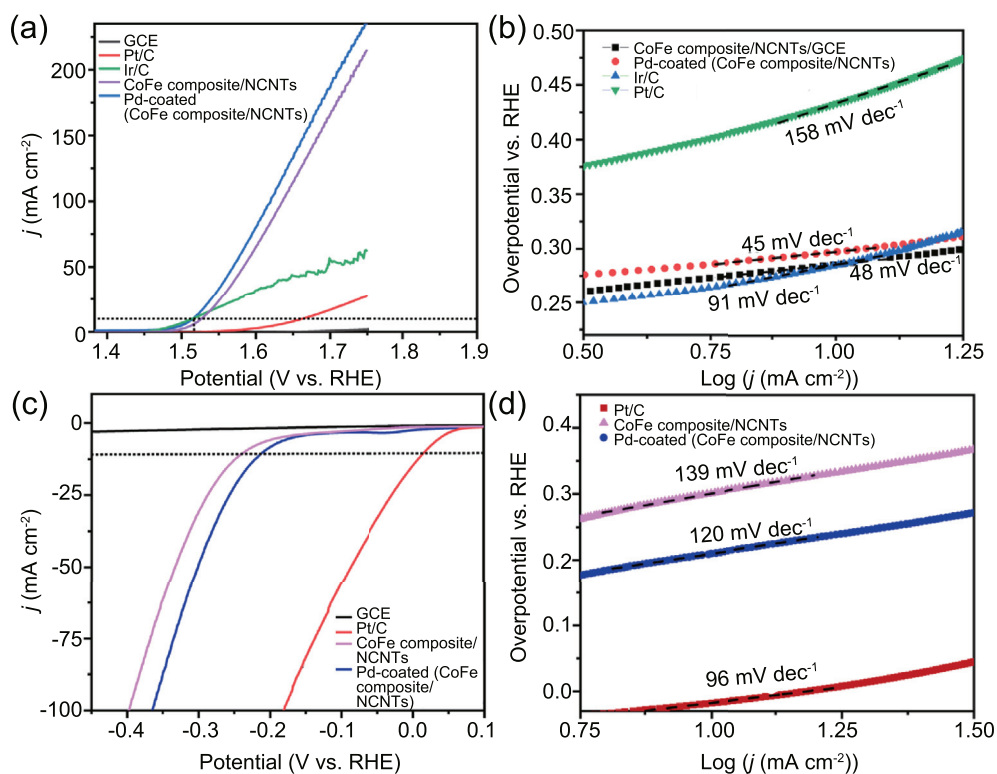 (a)
GCE
Pt/C
Ir/C
CoFe composite/NCNTs
Pd-coated
(CoFe composite/NCNTs)
200
150
100
50
0
1.4
1.5
1.6
1.7
1.8
1.9
j (mA cm⁻²)
Potential (V vs. RHE)
(b)
CoFe composite/NCNTs/GCE
Pd-coated (CoFe composite/NCNTs)
Ir/C
Pt/C
158 mV dec⁻¹
45 mV dec⁻¹
48 mV dec⁻¹
91 mV dec⁻¹
0.50
0.45
0.40
0.30
0.25
0.50
0.75
1.00
1.25
Overpotential vs. RHE
Log (j (mA cm⁻²))
(c)
0
-25
-50
-75
-100
GCE
Pt/C
CoFe composite/
NCNTs
Pd-coated (CoFe
composite/
NCNTs)
-0.4
-0.3
-0.2
-0.1
0.0
0.1
j (mA cm⁻²)
Potential (V vs. RHE)
(d)
Pt/C
CoFe composite/NCNTs
Pd-coated (CoFe composite/NCNTs)
139 mV dec⁻¹
120 mV dec⁻¹
96 mV dec⁻¹
0.4
0.3
0.2
0.0
0.75
1.00
1.25
1.50
Overpotential vs. RHE
Log (j (mA cm⁻²))